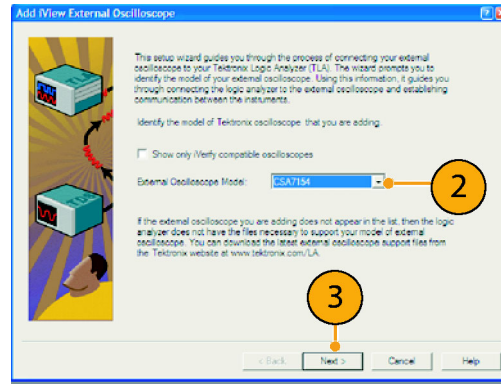 Add iView External Oscilloscope
This setup wizard guides you through the process of connecting your external
oscilloscope to your Tektronix Logic Analyzer (TLA). The wizard prompts you to
identify the model of your external oscilloscope. Using this information, it guides you
through connecting the logic analyzer to the external oscilloscope and establishing
communication between the instruments.
Identify the model of Tektronix oscilloscope that you are adding.
Show only iVerify compatible oscilloscopes
External Oscilloscope Model:
CSA7154
2
If the external oscilloscope you are adding does not appear in the list, then the logic
analyzer does not have the files necessary to support your model of external
oscilloscope. You can download the latest external oscilloscope support files from
the Tektronix website at www.tektronix.com/LA.
3
< Back
Next >
Cancel
Help
TLA
TDS